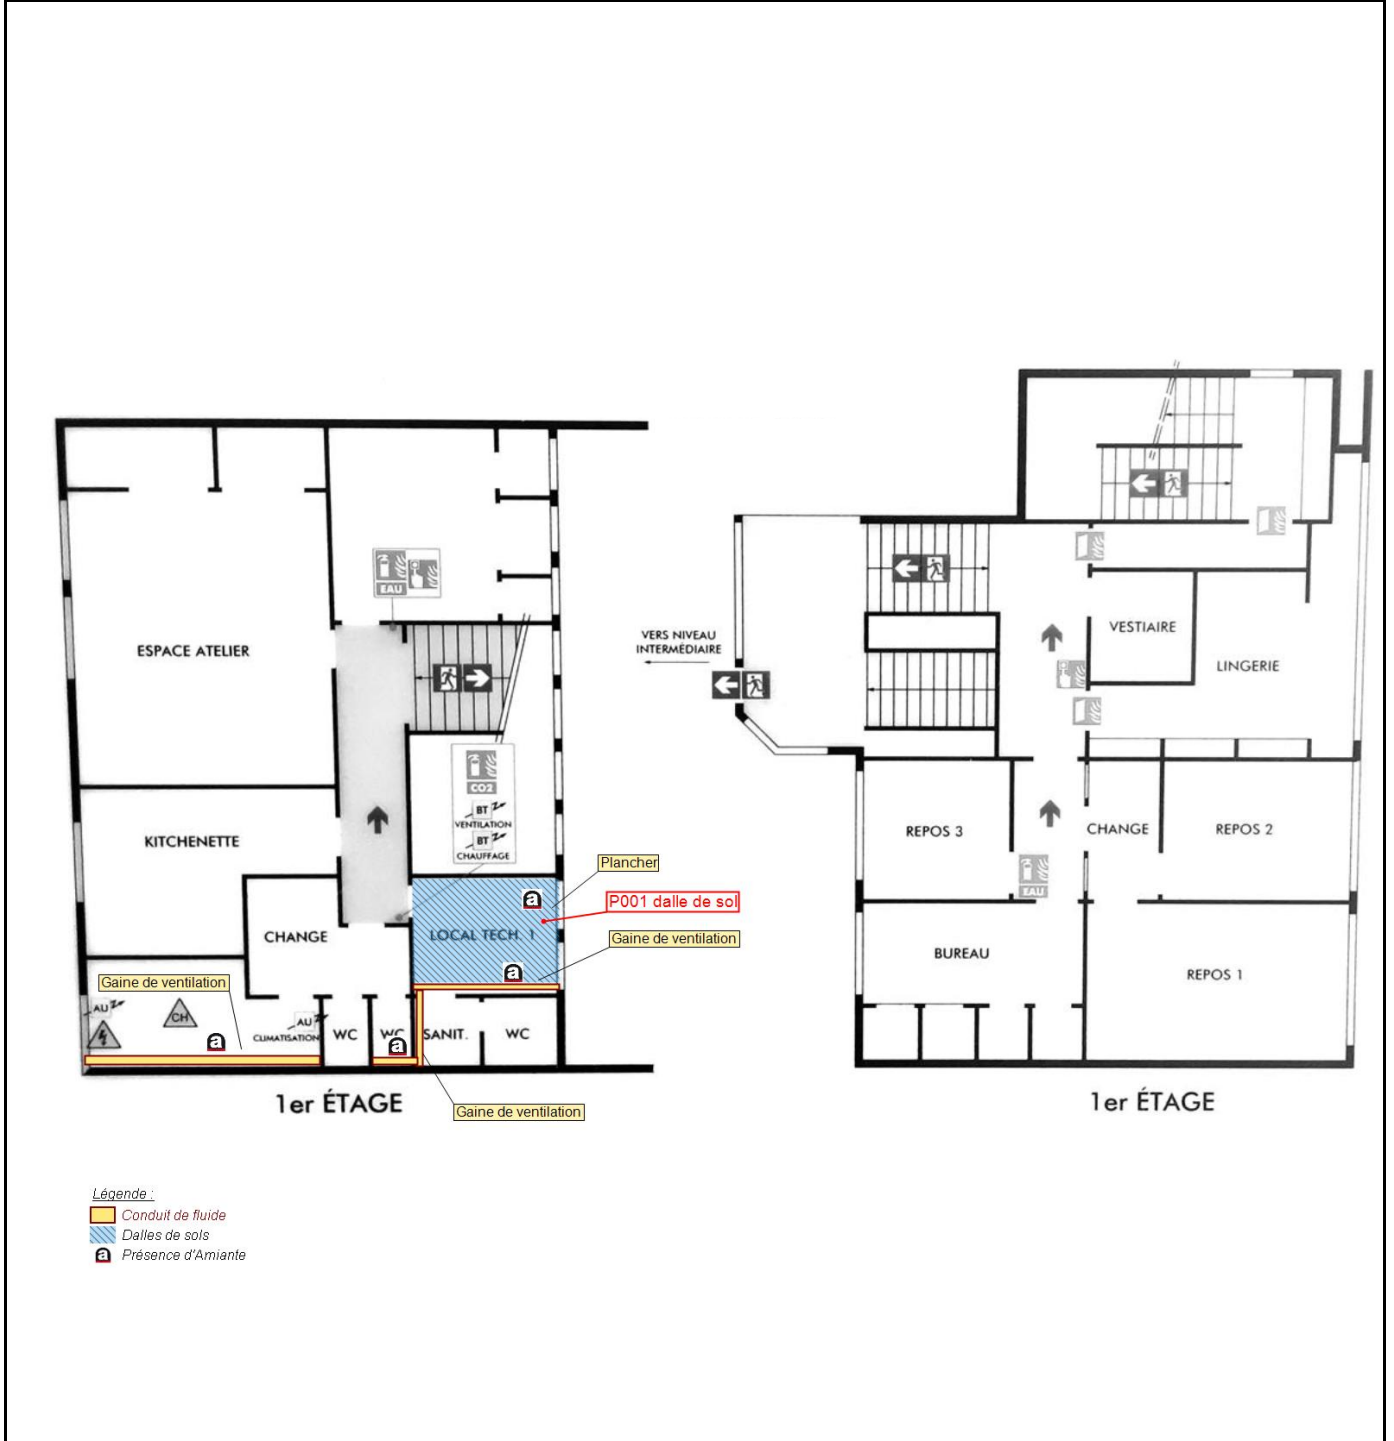 EAU
ESPACE ATELIER
CO2
BT
VENTILATION
BT
CHAUFFAGE
KITCHENETTE
Plancher
a
P001 dalle de sol
CHANGE
LOCAL TECH. 1
Gaine de ventilation
a
Gaine de ventilation
AU
CH
AU
CLIMATISATION
a
WC
WC
a
SANIT.
WC
1er ÉTAGE
Gaine de ventilation
VERS NIVEAU
INTERMÉDIAIRE
VESTIAIRE
LINGERIE
REPOS 3
CHANGE
REPOS 2
EAU
BUREAU
REPOS 1
1er ÉTAGE
Légende :
Conduit de fluide
Dalles de sols
a Présence d'Amiante